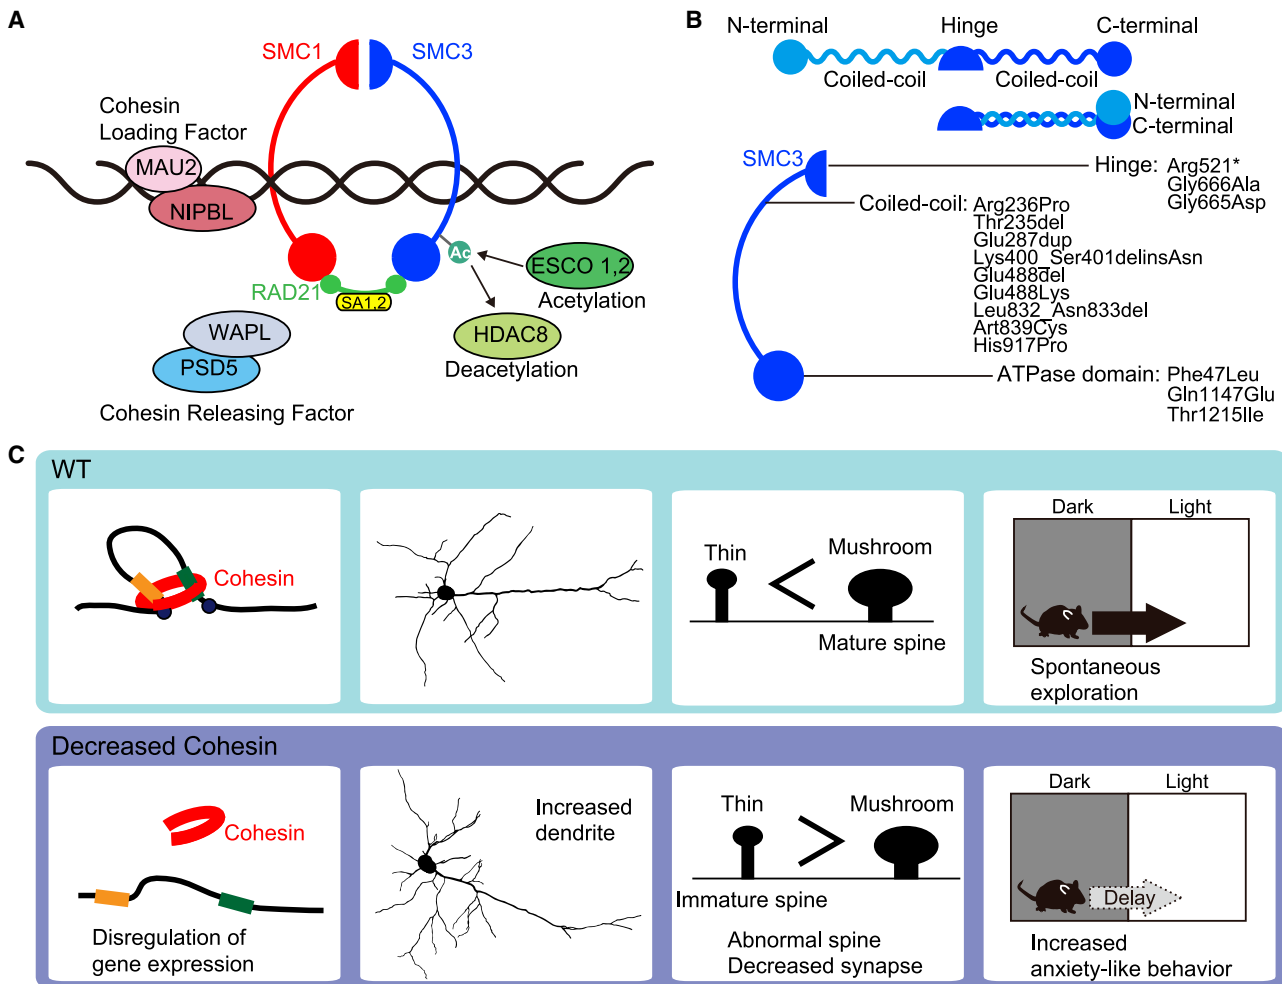 A
SMC1
SMC3
Cohesin
Loading Factor
MAU2
NIPBL
RAD21
SA1,2
Ac
ESCO 1,2
Acetylation
HDAC8
Deacetylation
WAPL
PSD5
Cohesin Releasing Factor
B
N-terminal
Hinge
C-terminal
Coiled-coil
Coiled-coil
N-terminal
C-terminal
SMC3
Hinge:
Arg521*
Gly666Ala
Gly665Asp
Coiled-coil:
Arg236Pro
Thr235del
Glu287dup
Lys400_Ser401delinsAsn
Glu488del
Glu488Lys
Leu832_Asn833del
Art839Cys
His917Pro
ATPase domain:
Phe47Leu
Gln1147Glu
Thr1215Ile
C
WT
Cohesin
Thin
<
Mushroom
Mature spine
Dark
Light
Spontaneous
exploration
Decreased Cohesin
Cohesin
Disregulation of
gene expression
Increased
dendrite
Thin
>
Mushroom
Immature spine
Abnormal spine
Decreased synapse
Dark
Light
Delay
Increased
anxiety-like behavior